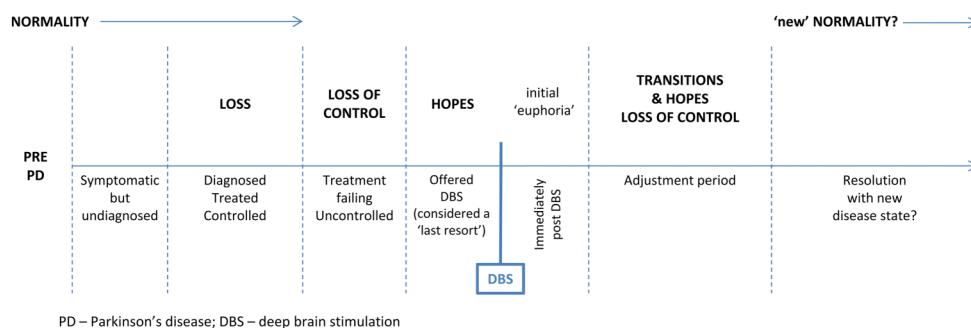 NORMALITY
‘new’ NORMALITY?
LOSS
LOSS OF
CONTROL
HOPES
initial
‘euphoria’
TRANSITIONS
& HOPES
LOSS OF CONTROL
PRE
PD
Symptomatic
but
undiagnosed
Diagnosed
Treated
Controlled
Treatment
failing
Uncontrolled
Offered
DBS
(considered a
‘last resort’)
Immediately
post DBS
Adjustment period
Resolution
with new
disease state?
DBS
PD – Parkinson’s disease; DBS – deep brain stimulation